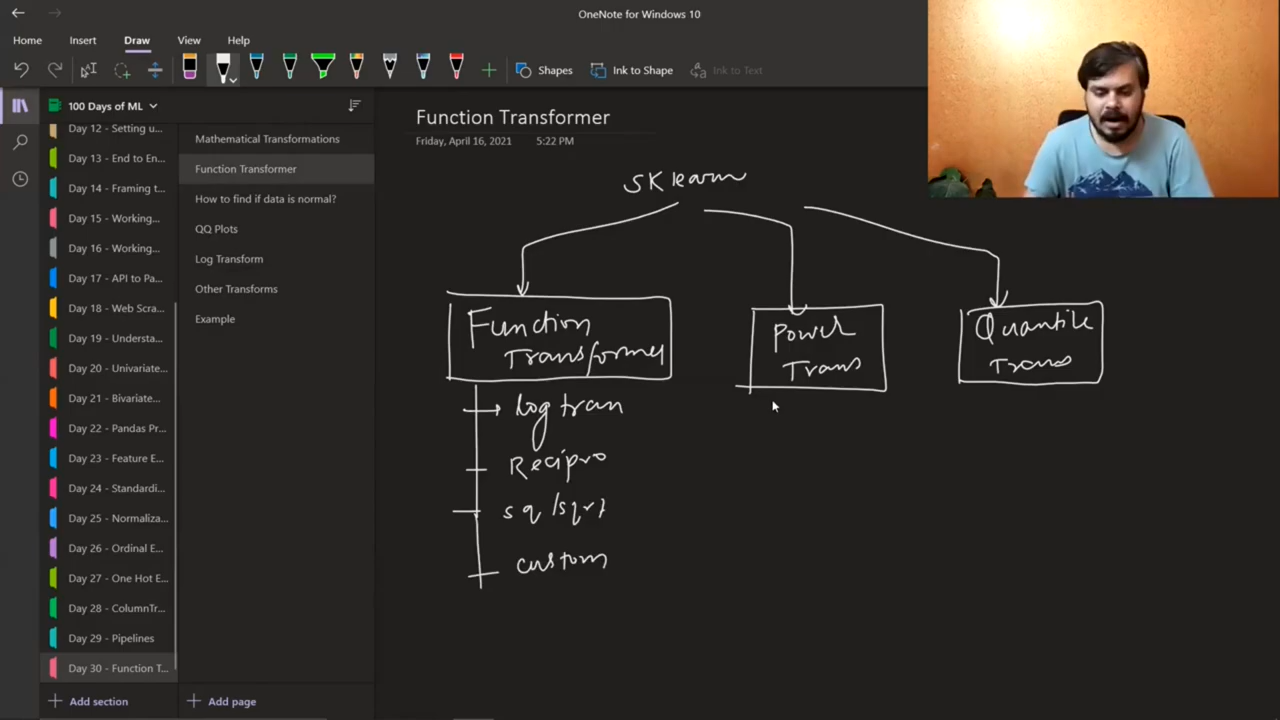 OneNote for Windows 10
Home
Insert
Draw
View
Help
Shapes
Ink to Shape
Ink to Text
100 Days of ML
Day 12 - Setting u...
Day 13 - End to En...
Day 14 - Framing t...
Day 15 - Working...
Day 16 - Working...
Day 17 - API to Pa...
Day 18 - Web Scra...
Day 19 - Understa...
Day 20 - Univariate...
Day 21 - Bivariate...
Day 22 - Pandas Pr...
Day 23 - Feature E...
Day 24 - Standardi...
Day 25 - Normaliza...
Day 26 - Ordinal E...
Day 27 - One Hot E...
Day 28 - ColumnTr...
Day 29 - Pipelines
Day 30 - Function T...
Add section
Mathematical Transformations
Function Transformer
How to find if data is normal?
QQ Plots
Log Transform
Other Transforms
Example
Add page
Function Transformer
Friday, April 16, 2021
5:22 PM
SK learn
Function
Transformer
Power
Trans
Quantile
Trans
log tran
Recipro
sq/sqrt
custom